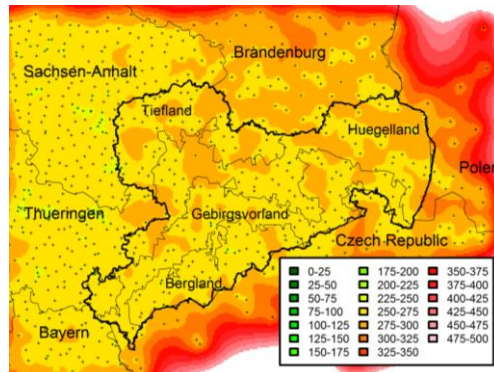 Brandenburg
Sachsen-Anhalt
Tiefland
Huegelland
Polen
Thueringen
Gebirgsvorland
Czech Republic
Bergland
Bayern
0-25 175-200 350-375
25-50 200-225 375-400
50-75 225-250 400-425
75-100 250-275 425-450
100-125 275-300 450-475
125-150 300-325 475-500
150-175 325-350